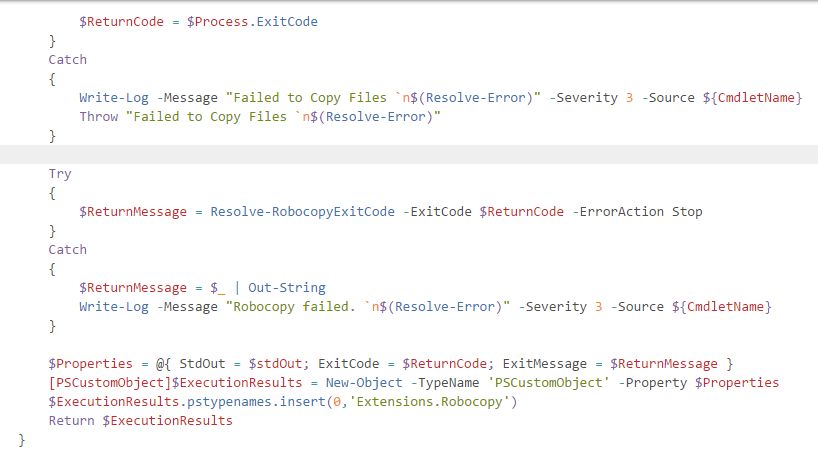 $ReturnCode = $Process.ExitCode
    }
    Catch
    {
        Write-Log -Message "Failed to Copy Files `n$(Resolve-Error)" -Severity 3 -Source ${CmdletName}
        Throw "Failed to Copy Files `n$(Resolve-Error)"
    }

    Try
    {
        $ReturnMessage = Resolve-RobocopyExitCode -ExitCode $ReturnCode -ErrorAction Stop
    }
    Catch
    {
        $ReturnMessage = $_ | Out-String
        Write-Log -Message "Robocopy failed. `n$(Resolve-Error)" -Severity 3 -Source ${CmdletName}
    }

    $Properties = @{ StdOut = $stdOut; ExitCode = $ReturnCode; ExitMessage = $ReturnMessage }
    [PSCustomObject]$ExecutionResults = New-Object -TypeName 'PSCustomObject' -Property $Properties
    $ExecutionResults.pstypenames.insert(0,'Extensions.Robocopy')
    Return $ExecutionResults
}